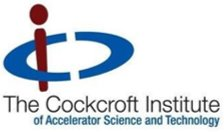 The Cockcroft Institute
of Accelerator Science and Technology